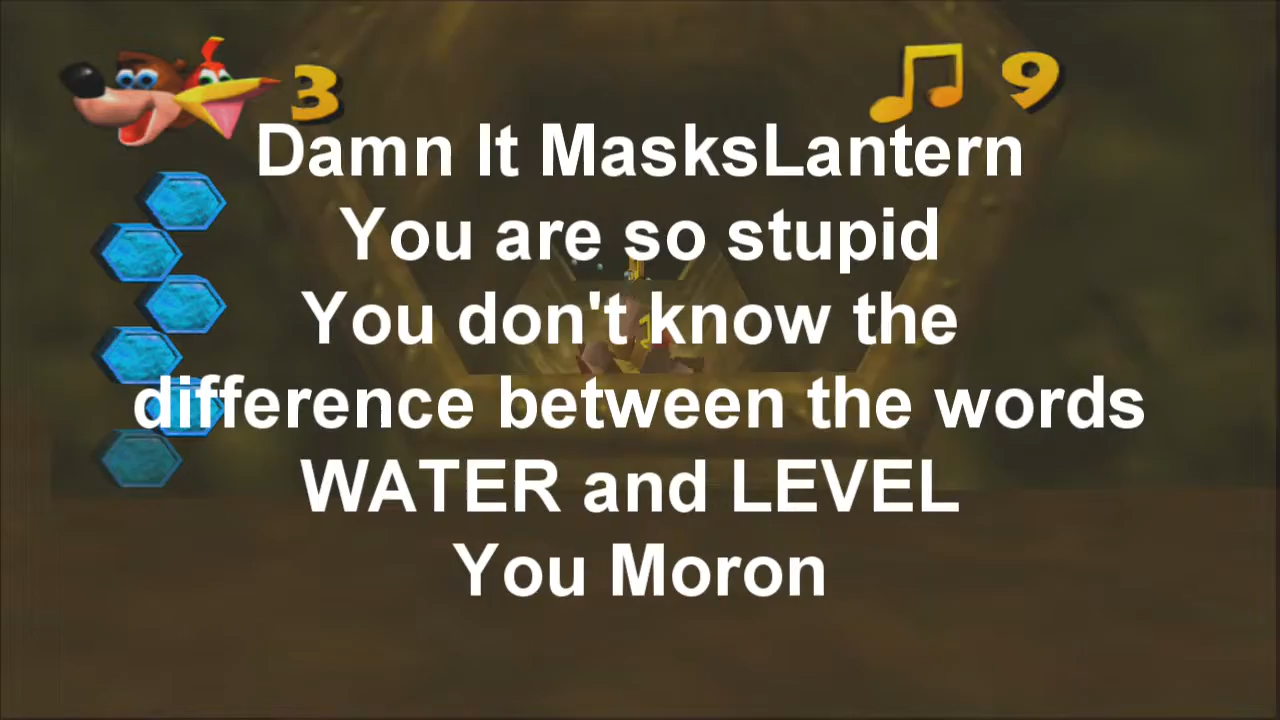 3 9
Damn It MasksLantern
You are so stupid
You don't know the
difference between the words
WATER and LEVEL
You Moron